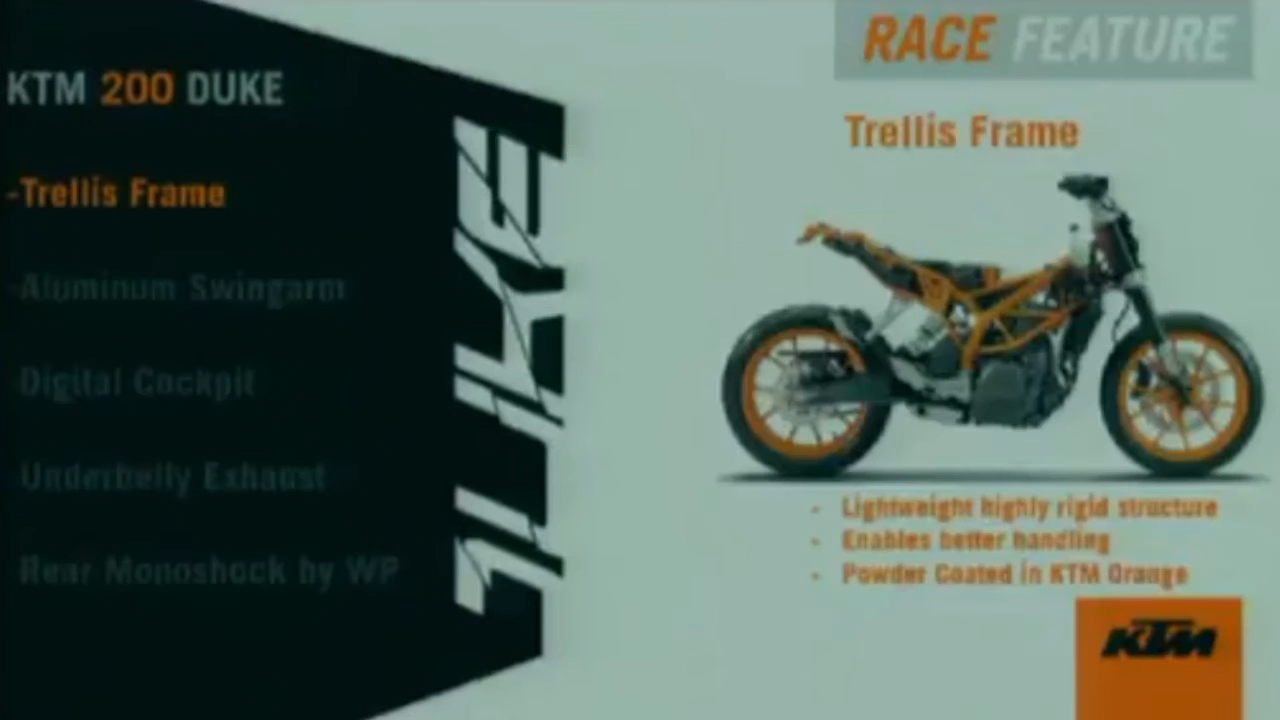 KTM 200 DUKE
-Trellis Frame
-Aluminum Swingarm
Digital Cockpit
Underbelly Exhaust
Rear Monoshock by WP
DUKE
RACE FEATURE
Trellis Frame
- Lightweight highly rigid structure
- Enables better handling
- Powder Coated in KTM Orange
KTM